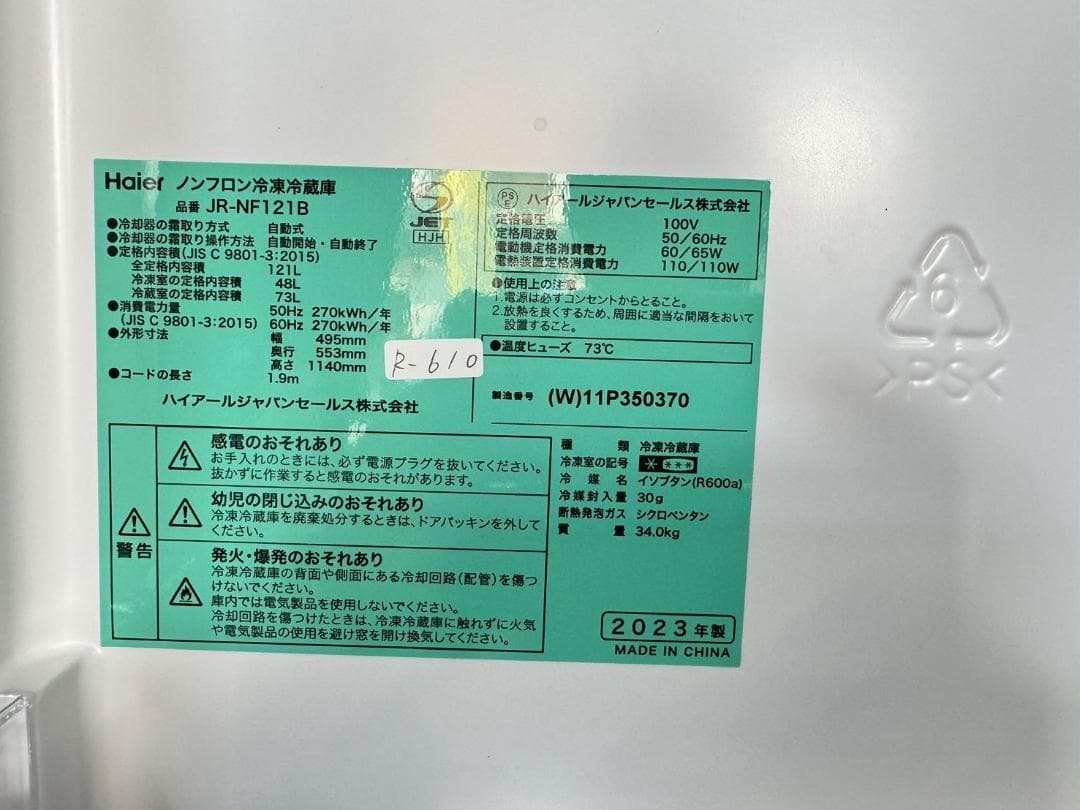 Haier ノンフロン冷凍冷蔵庫
品番 JR-NF121B
●冷却器の霜取り方式 自動式
●冷却器の霜取り操作方法 自動開始・自動終了
●定格内容積(JIS C 9801-3:2015)
全定格内容積 121L
冷凍室の定格内容積 48L
冷蔵室の定格内容積 73L
●消費電力量 50Hz 270kWh/年
(JIS C 9801-3:2015) 60Hz 270kWh/年
●外形寸法 幅 495mm
奥行 553mm
高さ 1140mm
●コードの長さ 1.9m
ハイアールジャパンセールス株式会社
JET
HJH
R-610
PSE ハイアールジャパンセールス株式会社
定格電圧 100V
定格周波数 50/60Hz
電動機定格消費電力 60/65W
電熱装置定格消費電力 110/110W
●使用上の注意
1.電源は必ずコンセントからとること。
2.放熱を良くするため、周囲に適当な間隔をおいて
設置すること。
●温度ヒューズ 73℃
製造番号 (W)11P350370
警告
感電のおそれあり
お手入れのときには、必ず電源プラグを抜いてください。
抜かずに作業すると感電のおそれがあります。
幼児の閉じ込みのおそれあり
冷凍冷蔵庫を廃棄処分するときは、ドアパッキンを外して
ください。
発火・爆発のおそれあり
冷凍冷蔵庫の背面や側面にある冷却回路(配管)を傷つ
けないでください。
庫内では電気製品を使用しないでください。
冷却回路を傷つけたときは、冷凍冷蔵庫に触れずに火気
や電気製品の使用を避け窓を開け換気してください。
種類 冷凍冷蔵庫
冷凍室の記号 * ***
冷媒名 イソブタン(R600a)
冷媒封入量 30g
断熱発泡ガス シクロペンタン
質量 34.0kg
2023年製
MADE IN CHINA
6
>PS<